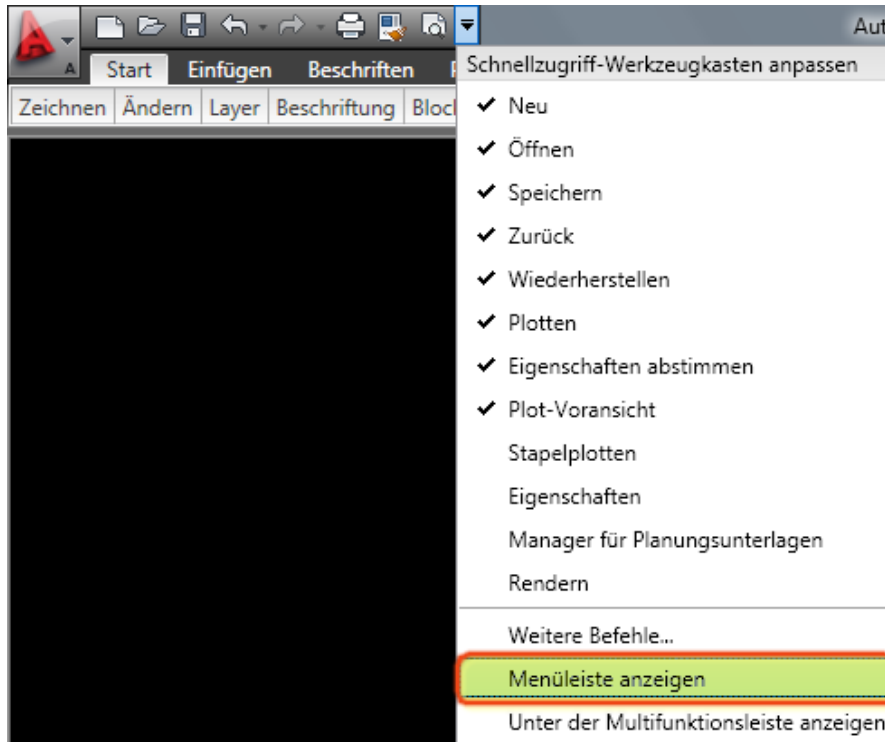 Aut
A
Start Einfügen Beschriften
Schnellzugriff-Werkzeugkasten anpassen
Zeichnen Ändern Layer Beschriftung Block
Neu
Öffnen
Speichern
Zurück
Wiederherstellen
Plotten
Eigenschaften abstimmen
Plot-Voransicht
Stapelplotten
Eigenschaften
Manager für Planungsunterlagen
Rendern
Weitere Befehle...
Menüleiste anzeigen
Unter der Multifunktionsleiste anzeigen